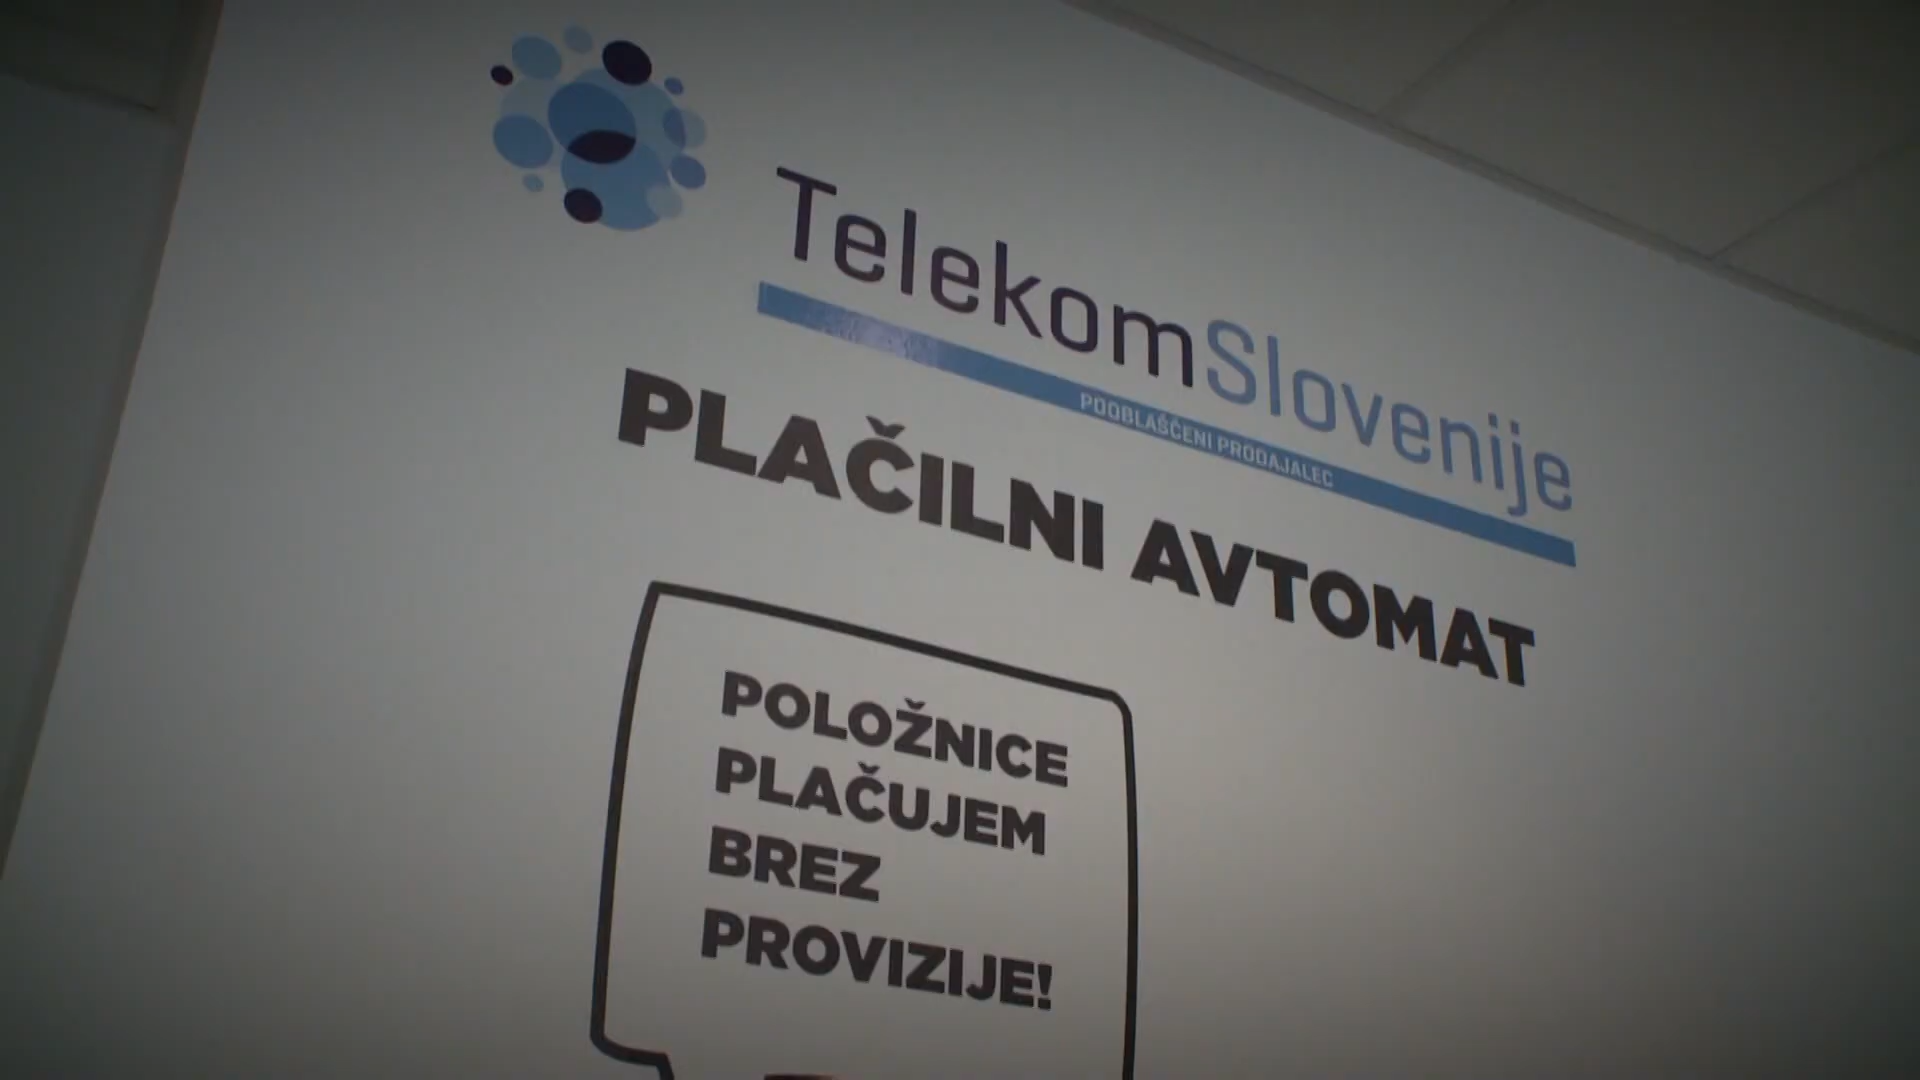 TelekomSlovenije
POOBLAŠČENI PRODAJALEC
PLAČILNI AVTOMAT
POLOŽNICE
PLAČUJEM
BREZ
PROVIZIJE!